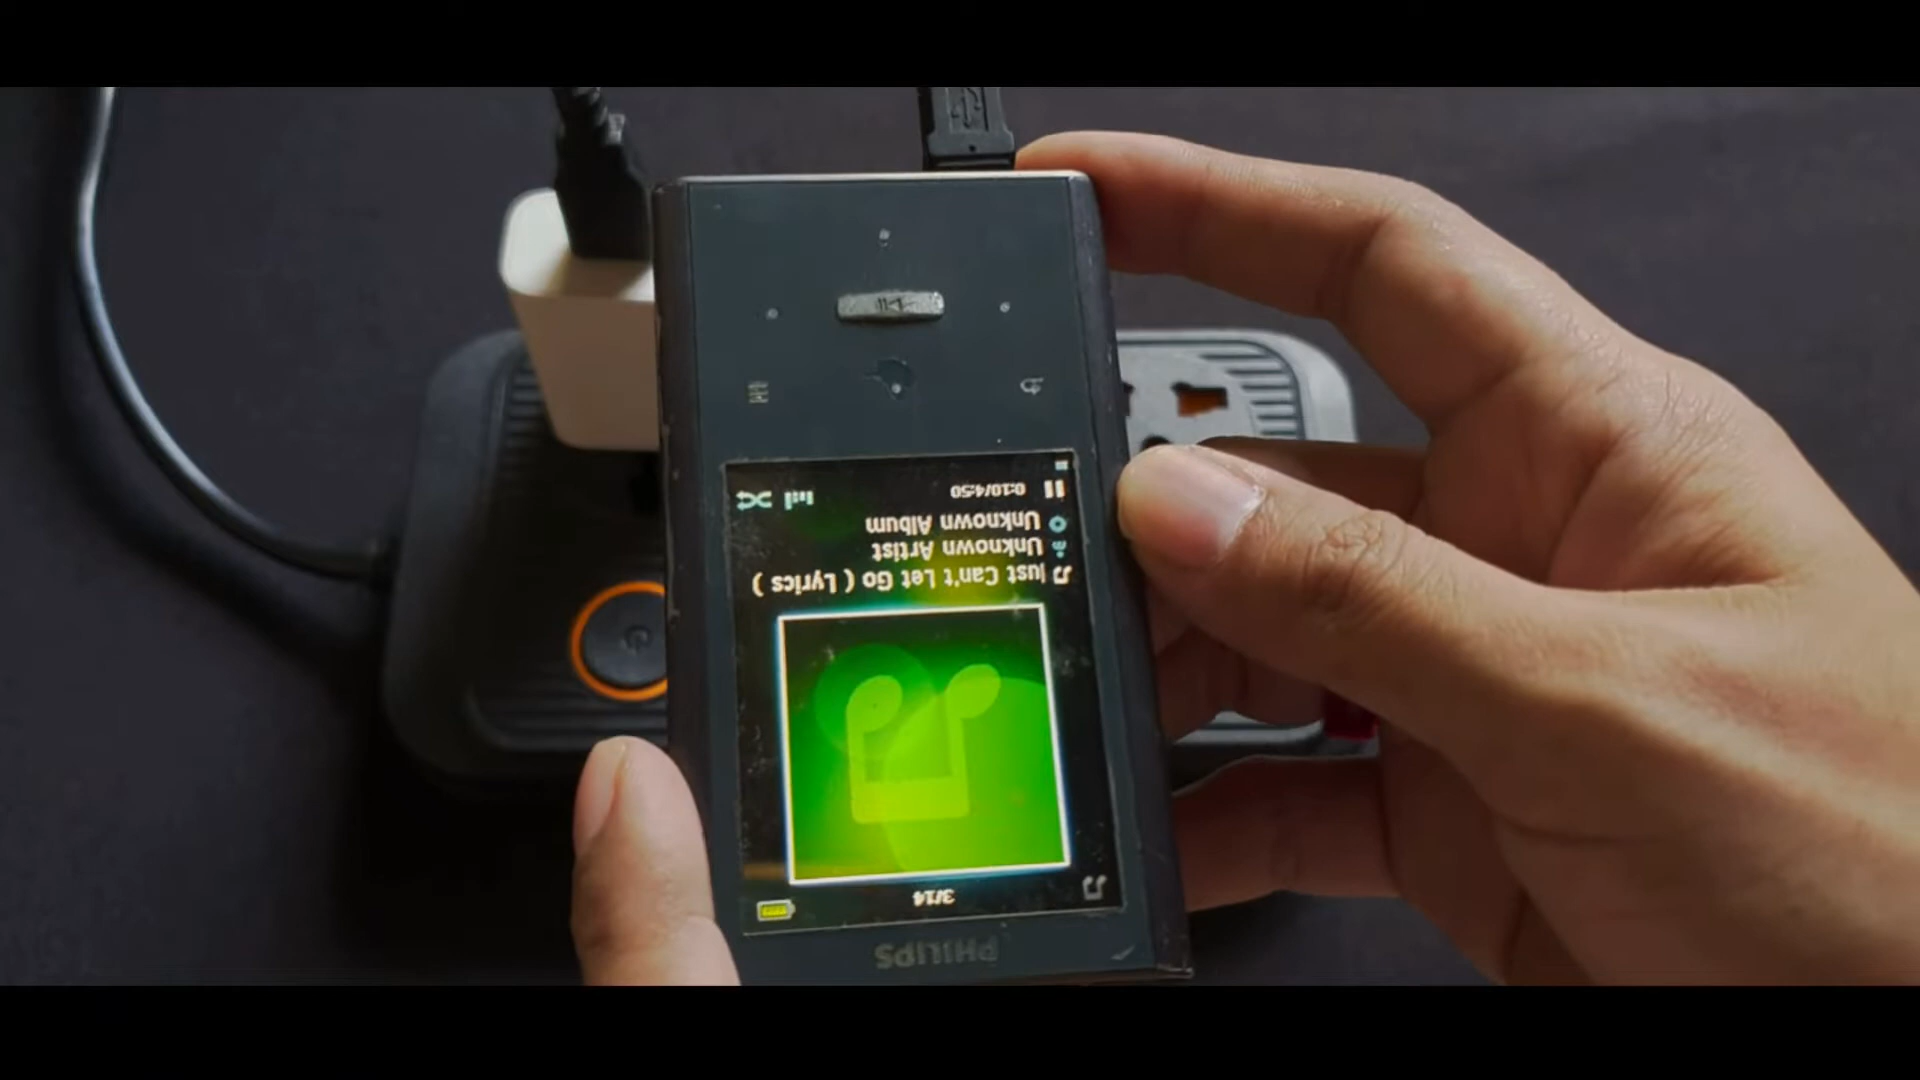 PHILIPS
3/14
Just Can't Let Go ( Lyrics )
Unknown Artist
Unknown Album
0:10/4:50